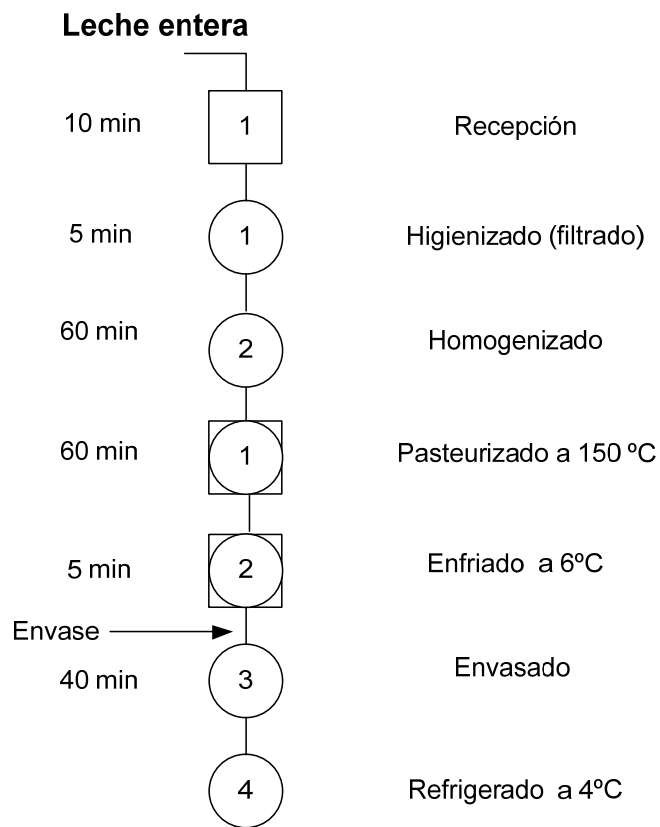 Leche entera
10 min 1 Recepción
5 min 1 Higienizado (filtrado)
60 min 2 Homogenizado
60 min 1 Pasteurizado a 150 ºC
5 min 2 Enfriado a 6ºC
Envase
40 min 3 Envasado
4 Refrigerado a 4ºC